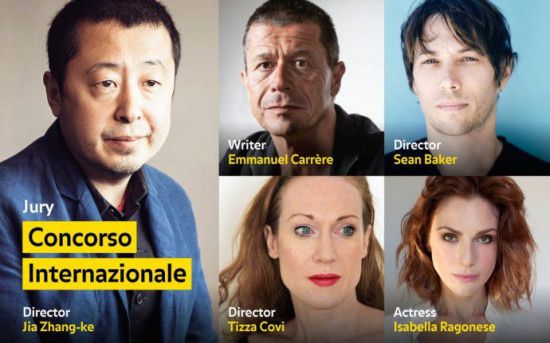 Jury
Concorso
Internazionale
Director
Jia Zhang-ke
Writer
Emmanuel Carrère
Director
Sean Baker
Director
Tizza Covi
Actress
Isabella Ragonese